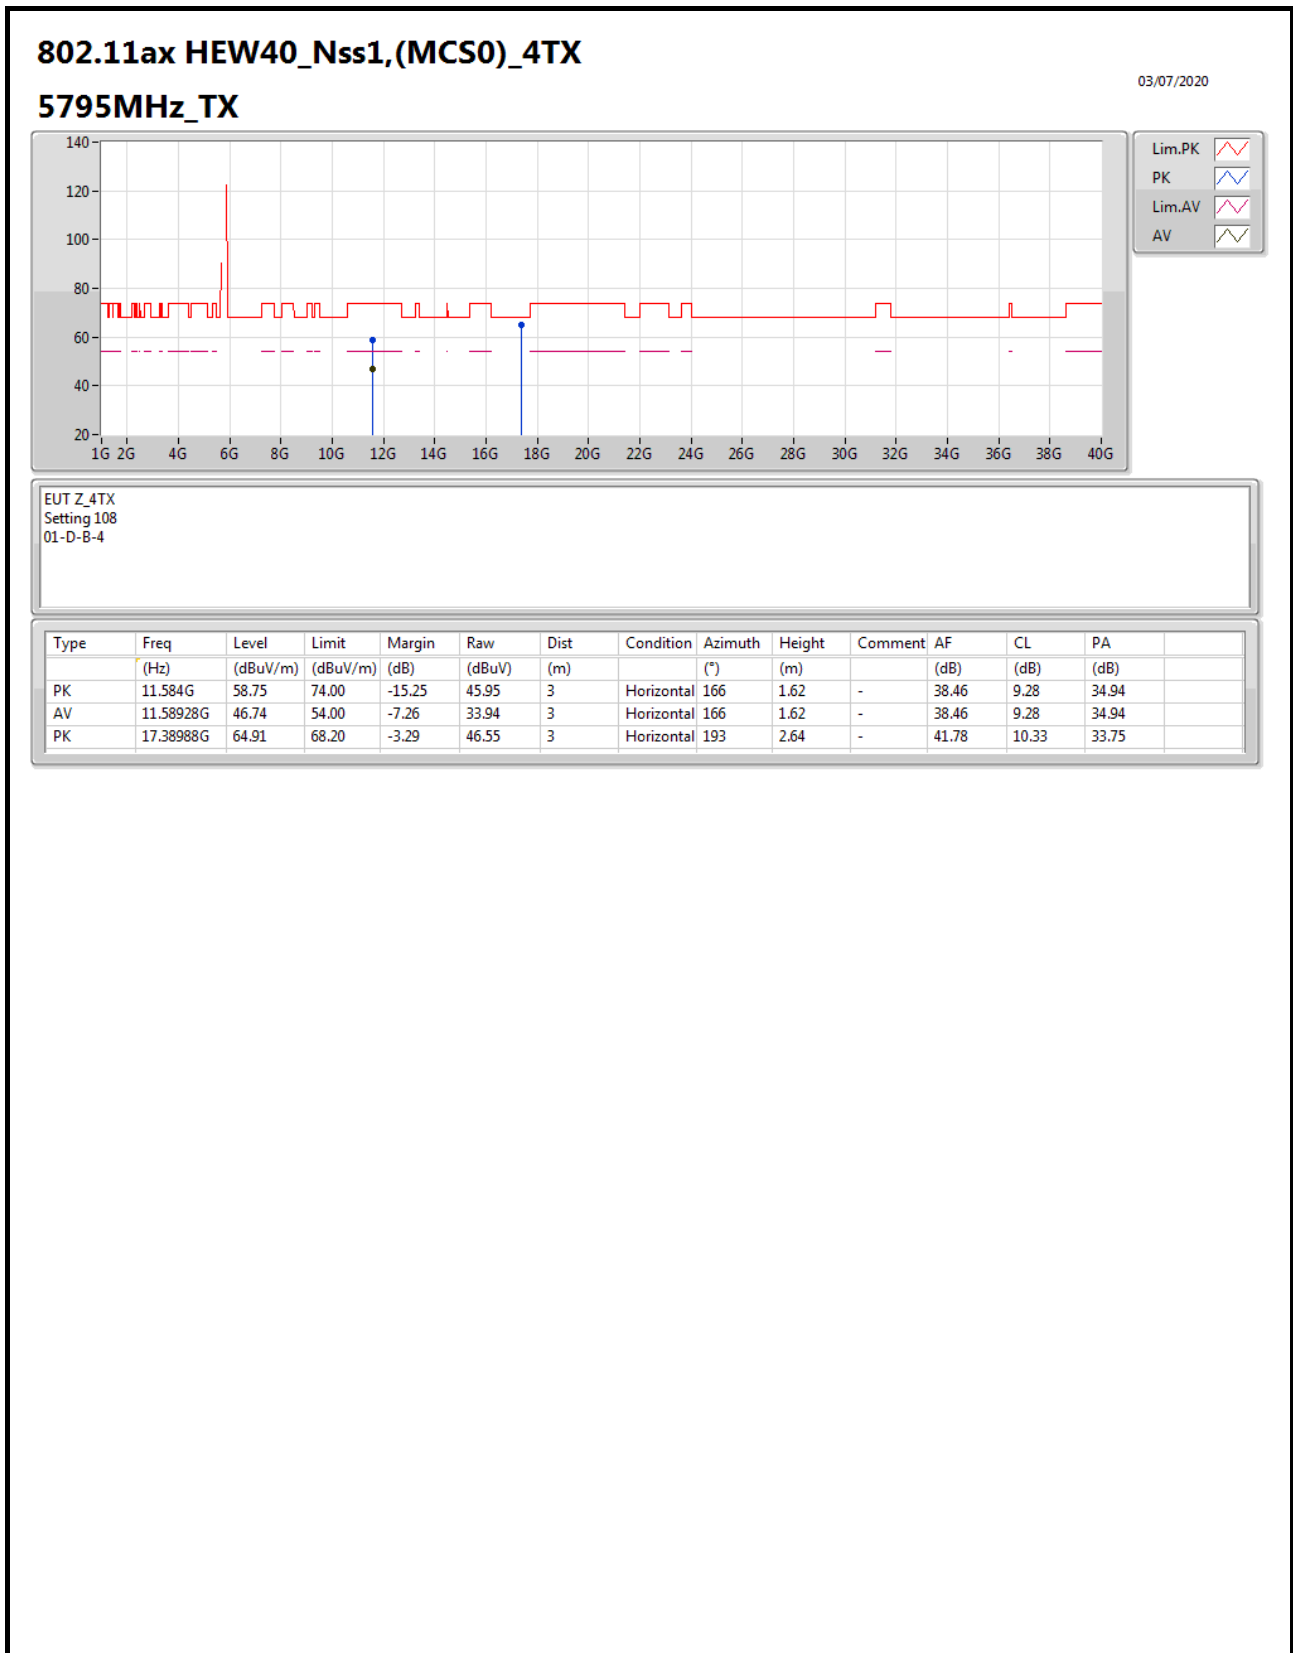 802.11ax HEW40_Nss1,(MCS0)_4TX
03/07/2020
5795MHz_TX
140
120
100
80
60
40
20
1G 2G 4G 6G 8G 10G 12G 14G 16G 18G 20G 22G 24G 26G 28G 30G 32G 34G 36G 38G 40G
Lim.PK
PK
Lim.AV
AV
EUT Z_4TX
Setting 108
01-D-B-4
Type Freq Level Limit Margin Raw Dist Condition Azimuth Height Comment AF CL PA
(Hz) (dBuV/m) (dBuV/m) (dB) (dBuV) (m) (°) (m) (dB) (dB) (dB)
PK 11.584G 58.75 74.00 -15.25 45.95 3 Horizontal 166 1.62 - 38.46 9.28 34.94
AV 11.58928G 46.74 54.00 -7.26 33.94 3 Horizontal 166 1.62 - 38.46 9.28 34.94
PK 17.38988G 64.91 68.20 -3.29 46.55 3 Horizontal 193 2.64 - 41.78 10.33 33.75